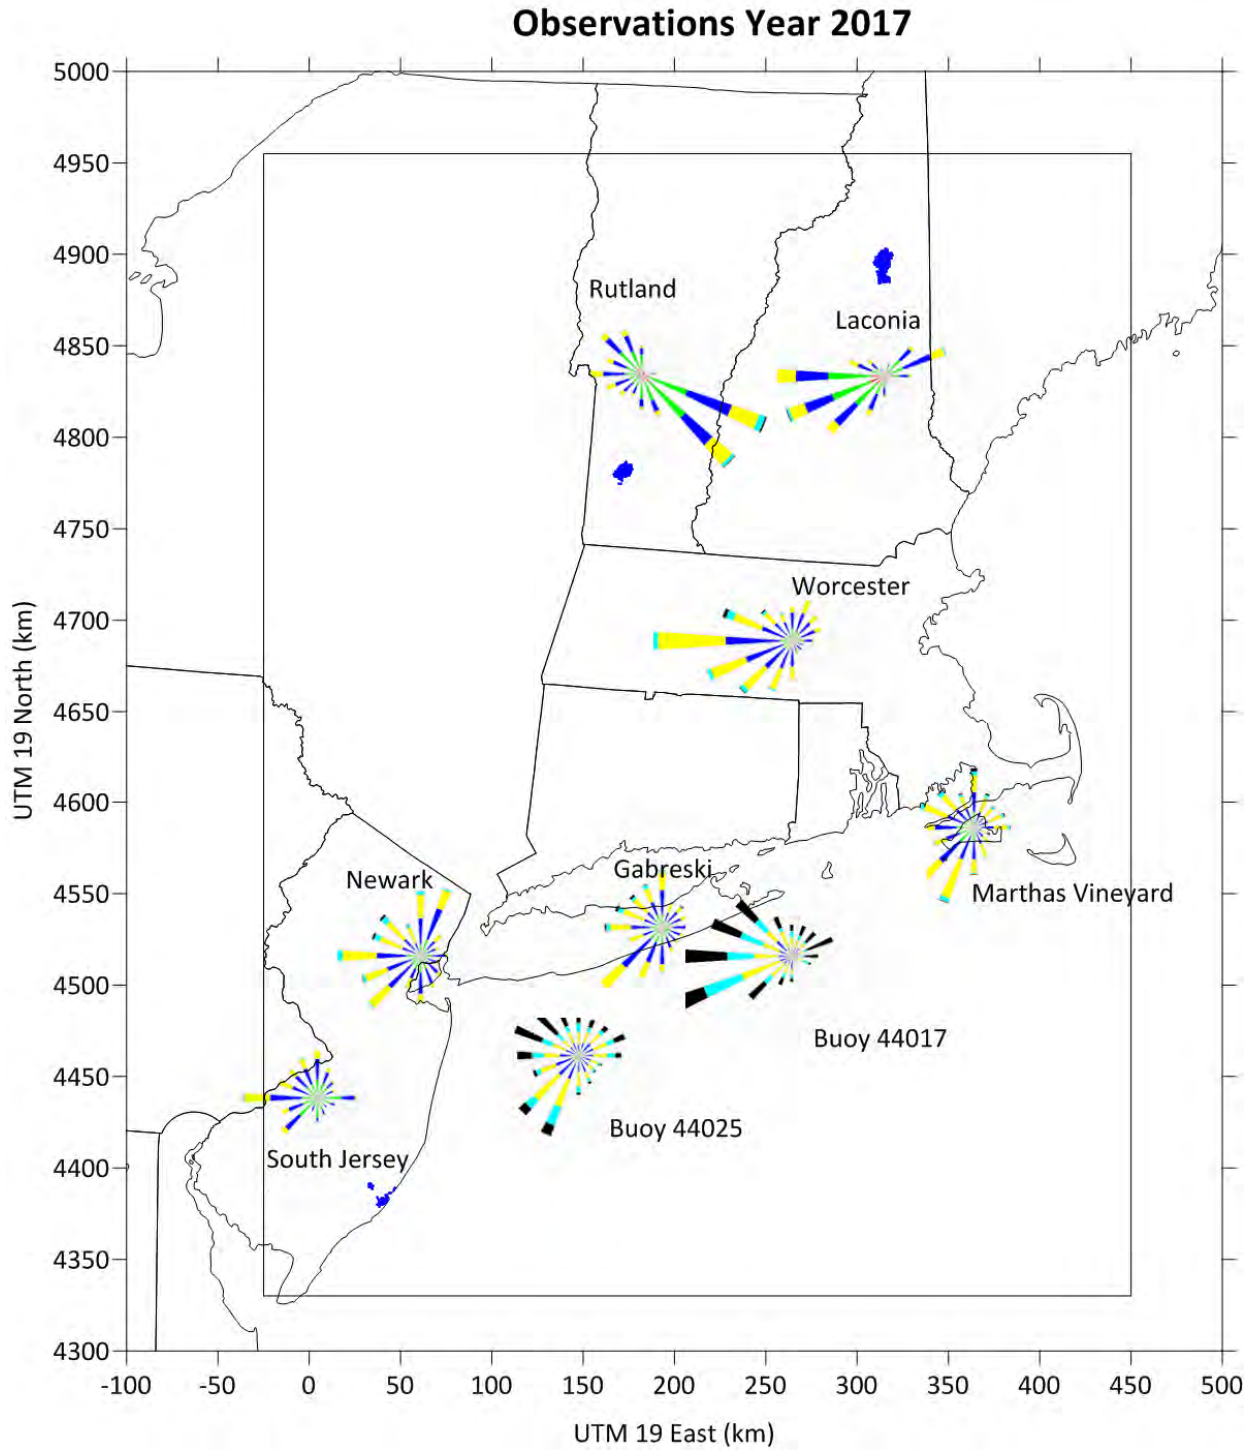 Observations Year 2017
5000
4950
4900
4850
4800
4750
4700
4650
4600
4550
4500
4450
4400
4350
4300
UTM 19 North (km)
Rutland
Laconia
Worcester
Newark
Gabreski
Marthas Vineyard
Buoy 44017
Buoy 44025
South Jersey
-100 -50 0 50 100 150 200 250 300 350 400 450 500
UTM 19 East (km)